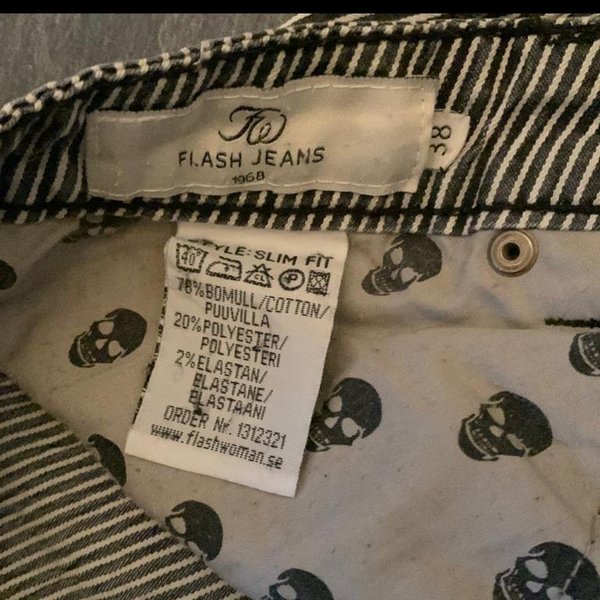 FLASH JEANS
1968
38
STYLE: SLIM FIT
40°
CL
P
78% BOMULL/COTTON/
PUUVILLA
20% POLYESTER/
POLYESTERI
2% ELASTAN/
ELASTANE/
ELASTAANI
ORDER Nr. 1312321
www.flashwoman.se